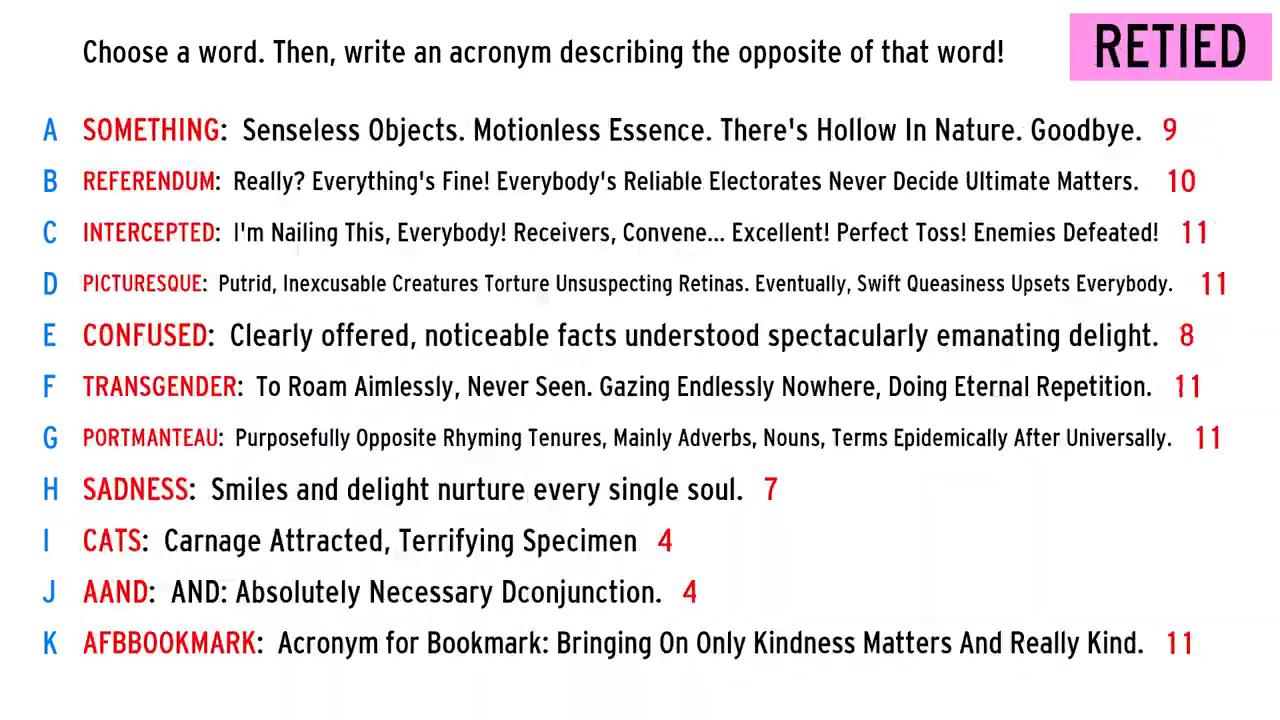 Choose a word. Then, write an acronym describing the opposite of that word!
RETIED
A SOMETHING: Senseless Objects. Motionless Essence. There's Hollow In Nature. Goodbye. 9
B REFERENDUM: Really? Everything's Fine! Everybody's Reliable Electorates Never Decide Ultimate Matters. 10
C INTERCEPTED: I'm Nailing This, Everybody! Receivers, Convene... Excellent! Perfect Toss! Enemies Defeated! 11
D PICTURESQUE: Putrid, Inexcusable Creatures Torture Unsuspecting Retinas. Eventually, Swift Queasiness Upsets Everybody. 11
E CONFUSED: Clearly offered, noticeable facts understood spectacularly emanating delight. 8
F TRANSGENDER: To Roam Aimlessly, Never Seen. Gazing Endlessly Nowhere, Doing Eternal Repetition. 11
G PORTMANTEAU: Purposefully Opposite Rhyming Tenures, Mainly Adverbs, Nouns, Terms Epidemically After Universally. 11
H SADNESS: Smiles and delight nurture every single soul. 7
I CATS: Carnage Attracted, Terrifying Specimen 4
J AAND: AND: Absolutely Necessary Dconjunction. 4
K AFBBOOKMARK: Acronym for Bookmark: Bringing On Only Kindness Matters And Really Kind. 11